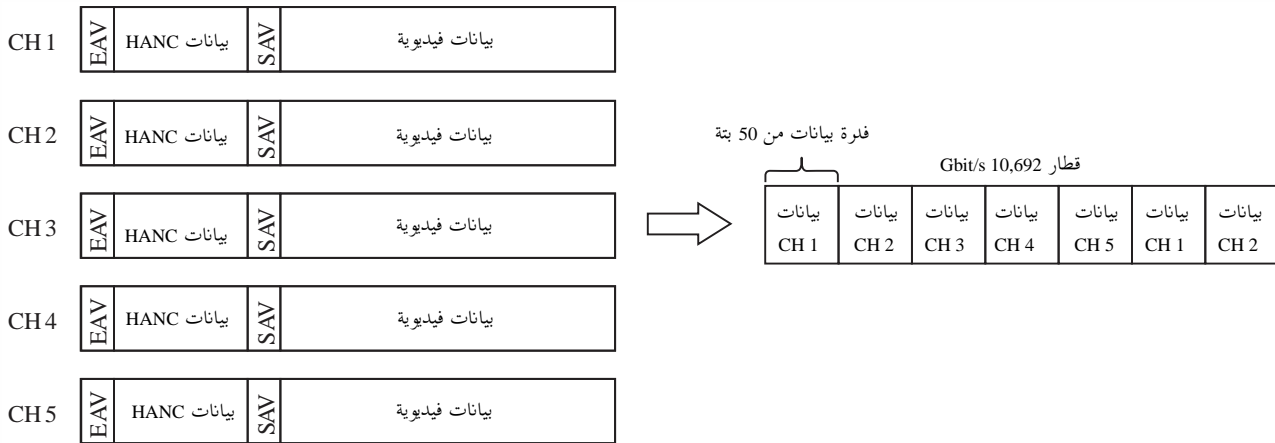 CH 1
EAV
بيانات HANC
SAV
بيانات فيديوية
CH 2
EAV
بيانات HANC
SAV
بيانات فيديوية
CH 3
EAV
بيانات HANC
SAV
بيانات فيديوية
CH 4
EAV
بيانات HANC
SAV
بيانات فيديوية
CH 5
EAV
بيانات HANC
SAV
بيانات فيديوية
فدرة بيانات من 50 بتة
قطار Gbit/s 10,692
بيانات
CH 1
بيانات
CH 2
بيانات
CH 3
بيانات
CH 4
بيانات
CH 5
بيانات
CH 1
بيانات
CH 2